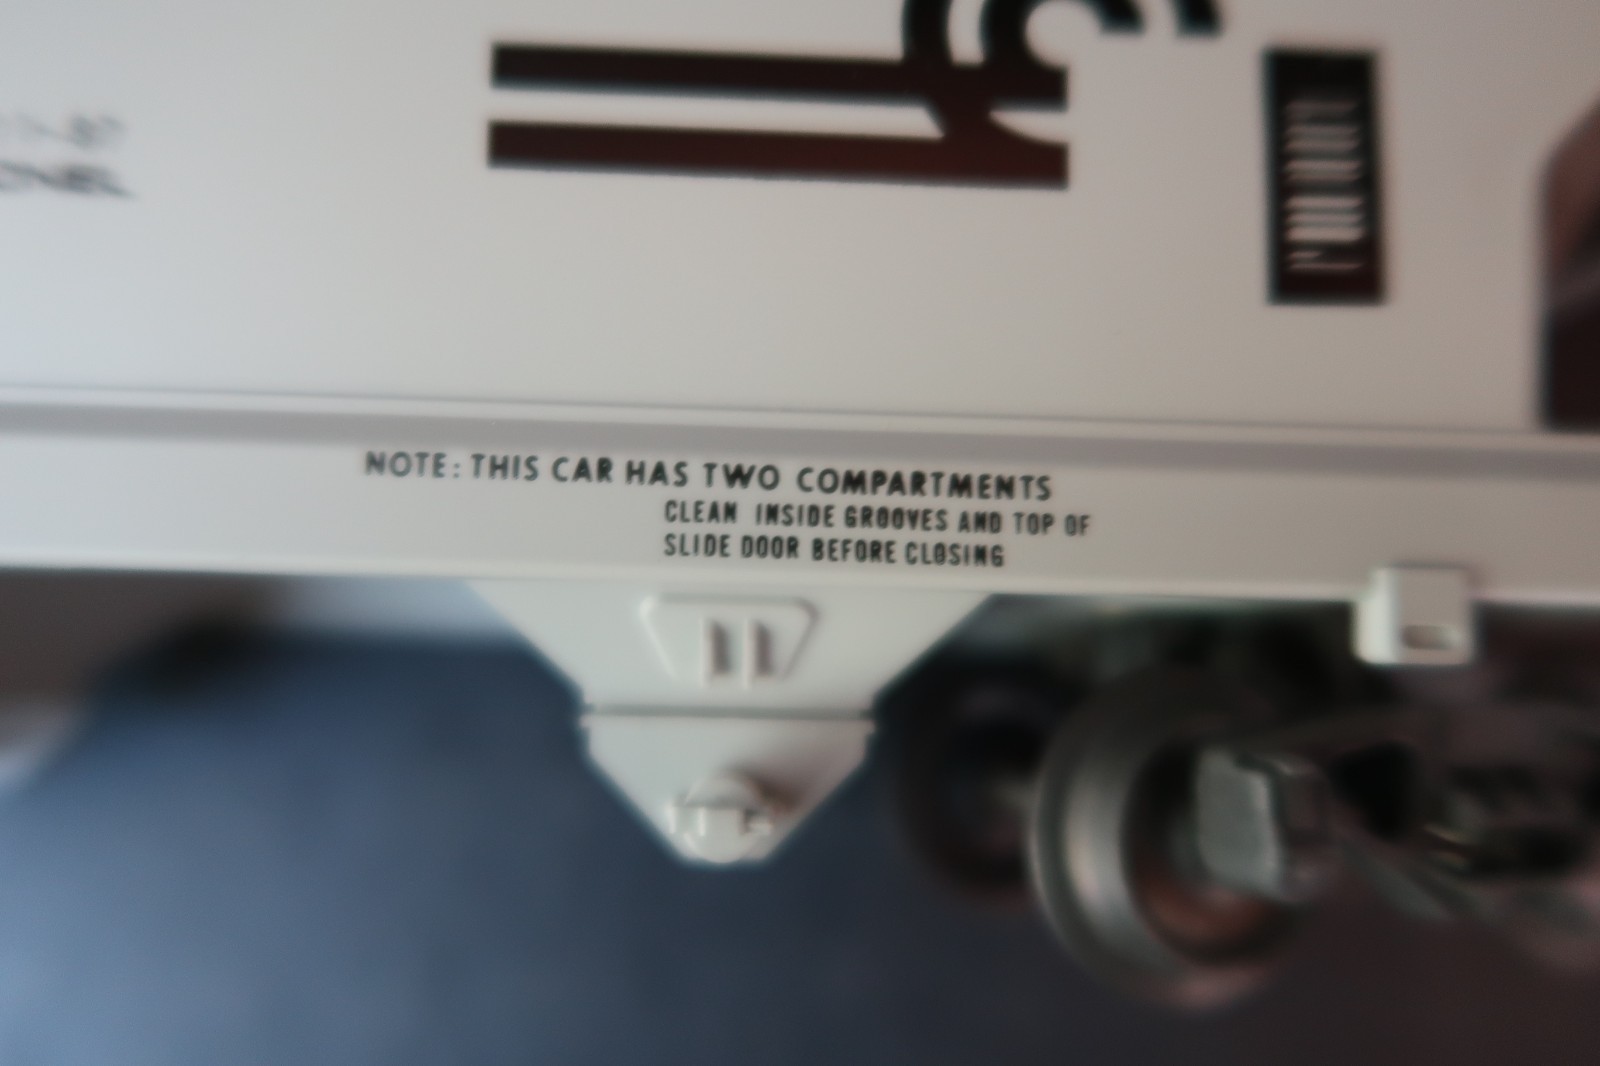 NOTE: THIS CAR HAS TWO COMPARTMENTS
CLEAN INSIDE GROOVES AND TOP OF
SLIDE DOOR BEFORE CLOSING